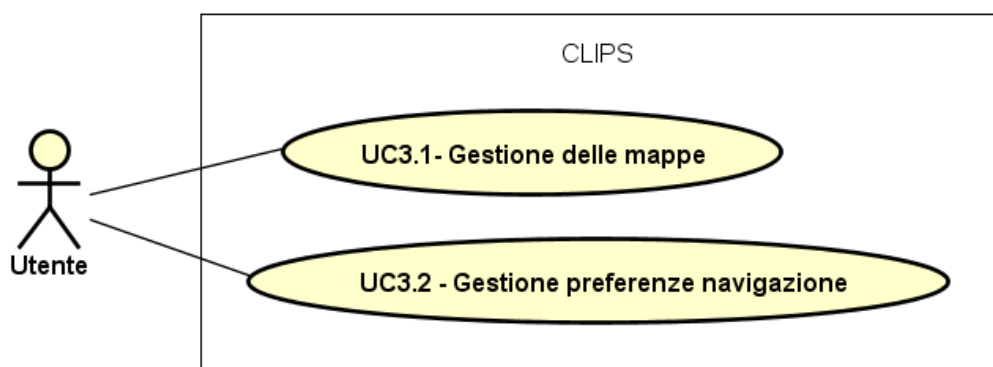 CLIPS
UC3.1- Gestione delle mappe
Utente
UC3.2 - Gestione preferenze navigazione